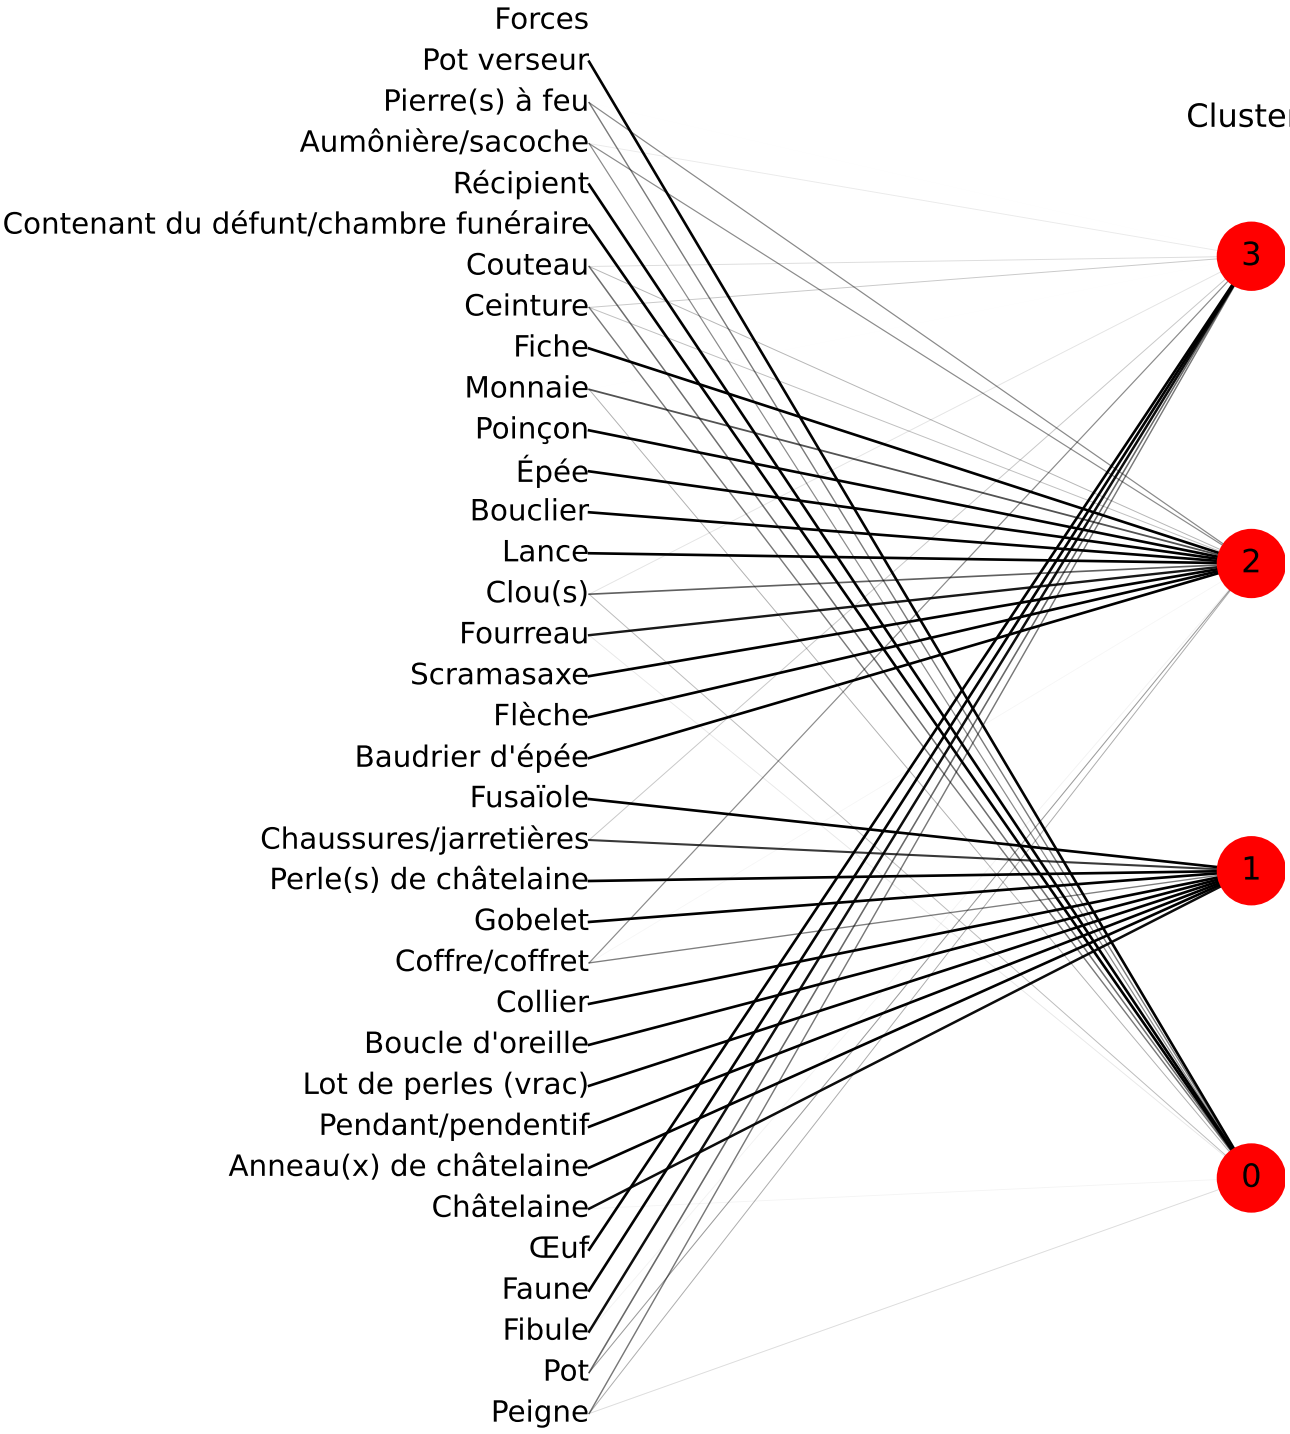 Forces
Pot verseur
Pierre(s) à feu
Aumônière/sacoche
Récipient
Contenant du défunt/chambre funéraire
Couteau
Ceinture
Fiche
Monnaie
Poinçon
Épée
Bouclier
Lance
Clou(s)
Fourreau
Scramasaxe
Flèche
Baudrier d'épée
Fusaïole
Chaussures/jarretières
Perle(s) de châtelaine
Gobelet
Coffre/coffret
Collier
Boucle d'oreille
Lot de perles (vrac)
Pendant/pendentif
Anneau(x) de châtelaine
Châtelaine
Œuf
Faune
Fibule
Pot
Peigne
Cluster
3
2
1
0